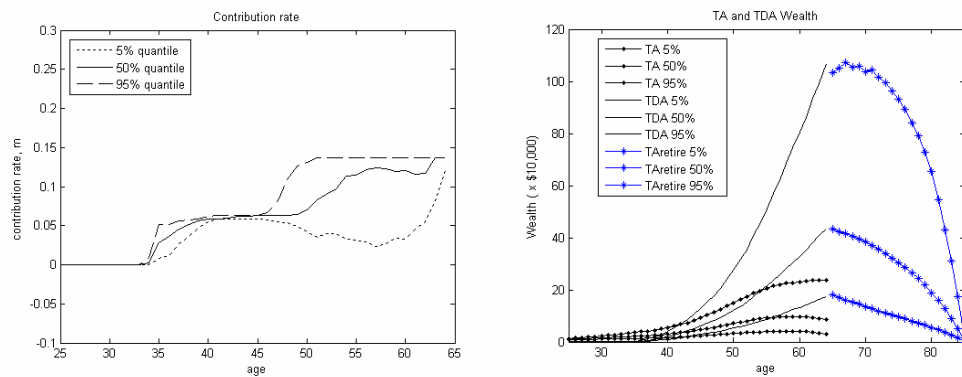 Contribution rate
0.3
0.25
0.2
0.15
0.1
0.05
0
-0.05
-0.1
contribution rate, m
5% quantile
50% quantile
95% quantile
25 30 35 40 45 50 55 60 65
age
TA and TDA Wealth
120
100
80
60
40
20
0
Wealth ( x $10,000)
TA 5%
TA 50%
TA 95%
TDA 5%
TDA 50%
TDA 95%
TAretire 5%
TAretire 50%
TAretire 95%
30 40 50 60 70 80
age